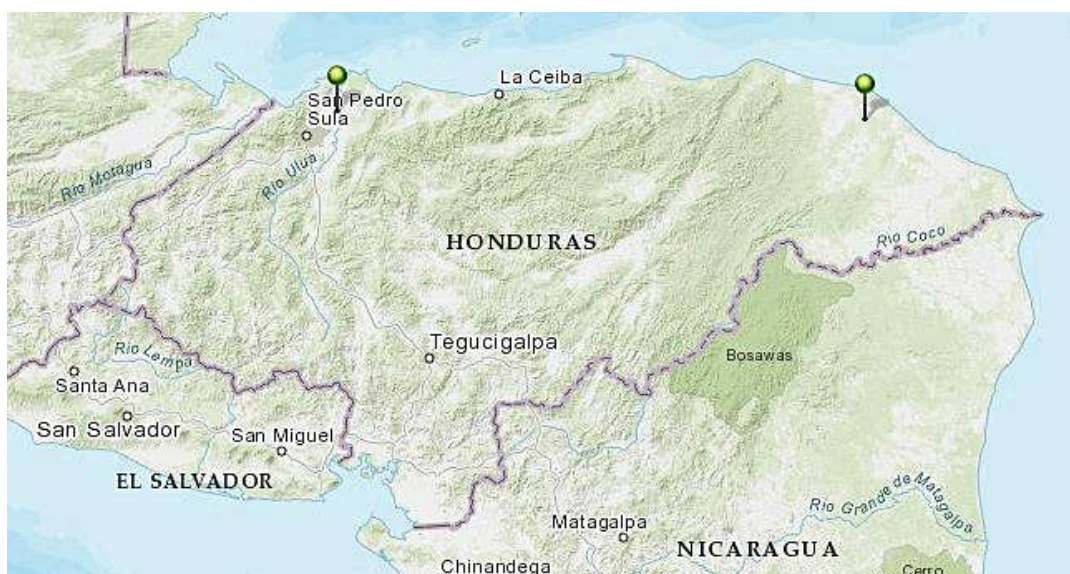 La Ceiba
San Pedro
Sula
Rio Motagua
Rio Ulua
HONDURAS
Rio Coco
Tegucigalpa
Rio Lempa
Bosawas
Santa Ana
San Salvador
San Miguel
EL SALVADOR
Rio Grande de Matagalpa
Matagalpa
NICARAGUA
Chinandega
Cerro